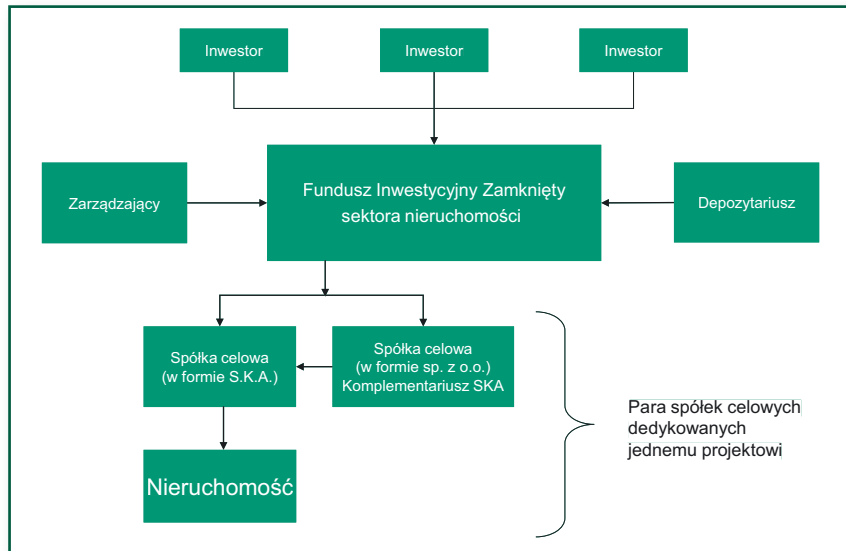 Inwestor
Inwestor
Inwestor
Zarządzający
Fundusz Inwestycyjny Zamknięty
sektora nieruchomości
Depozytariusz
Spółka celowa
(w formie S.K.A.)
Spółka celowa
(w formie sp. z o.o.)
Komplementariusz SKA
Para spółek celowych
dedykowanych
jednemu projektowi
Nieruchomość